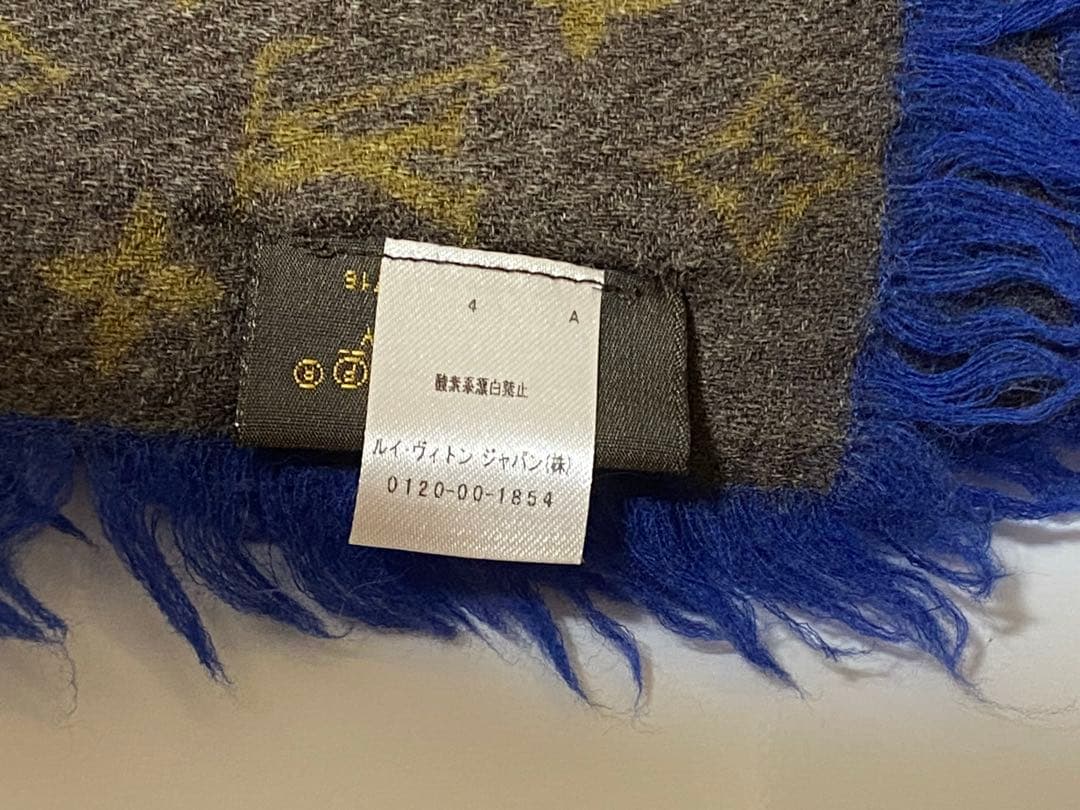 4 A
酸素系漂白禁止
ルイ・ヴィトン ジャパン(株)
0120-00-1854